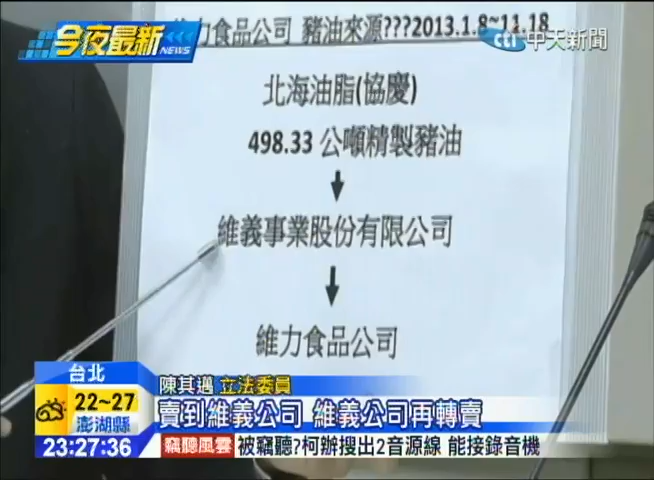 今夜最新
NEWS
力食品公司 豬油來源???2013.1.8~11.18
cti 中天新聞
北海油脂(協慶)
498.33 公噸精製豬油
維義事業股份有限公司
維力食品公司
台北
陳其邁 立法委員
22~27
賣到維義公司 維義公司再轉賣
澎湖縣
23:27:36
竊聽風雲
被竊聽?柯辦搜出2音源線 能接錄音機